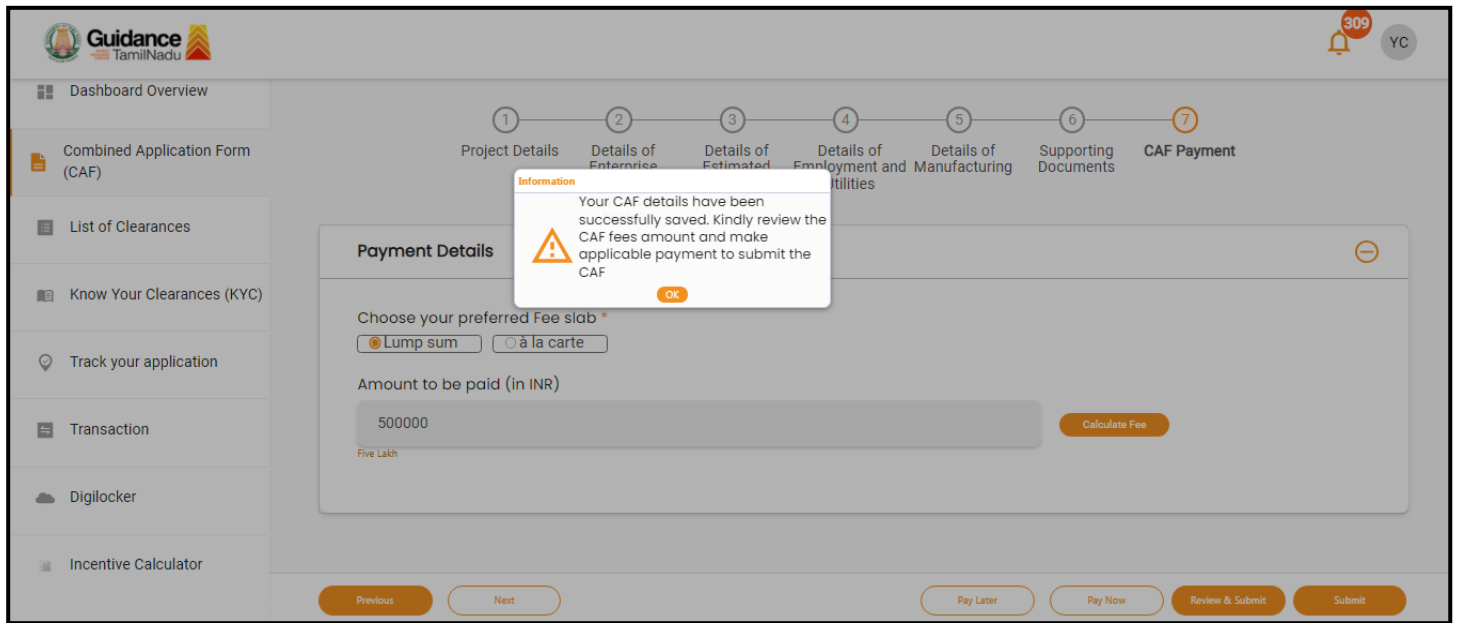 Guidance
TamilNadu
309
YC
Dashboard Overview
Combined Application Form
(CAF)
List of Clearances
Know Your Clearances (KYC)
Track your application
Transaction
Digilocker
Incentive Calculator
1
2
3
4
5
6
7
Project Details
Details of
Enterprise
Details of
Estimated
Details of
Employment and
Utilities
Details of
Manufacturing
Supporting
Documents
CAF Payment
Information
Your CAF details have been
successfully saved. Kindly review the
CAF fees amount and make
applicable payment to submit the
CAF
OK
Payment Details
Choose your preferred Fee slab *
Lump sum
à la carte
Amount to be paid (in INR)
500000
Calculate Fee
Five Lakh
Previous
Next
Pay Later
Pay Now
Review & Submit
Submit